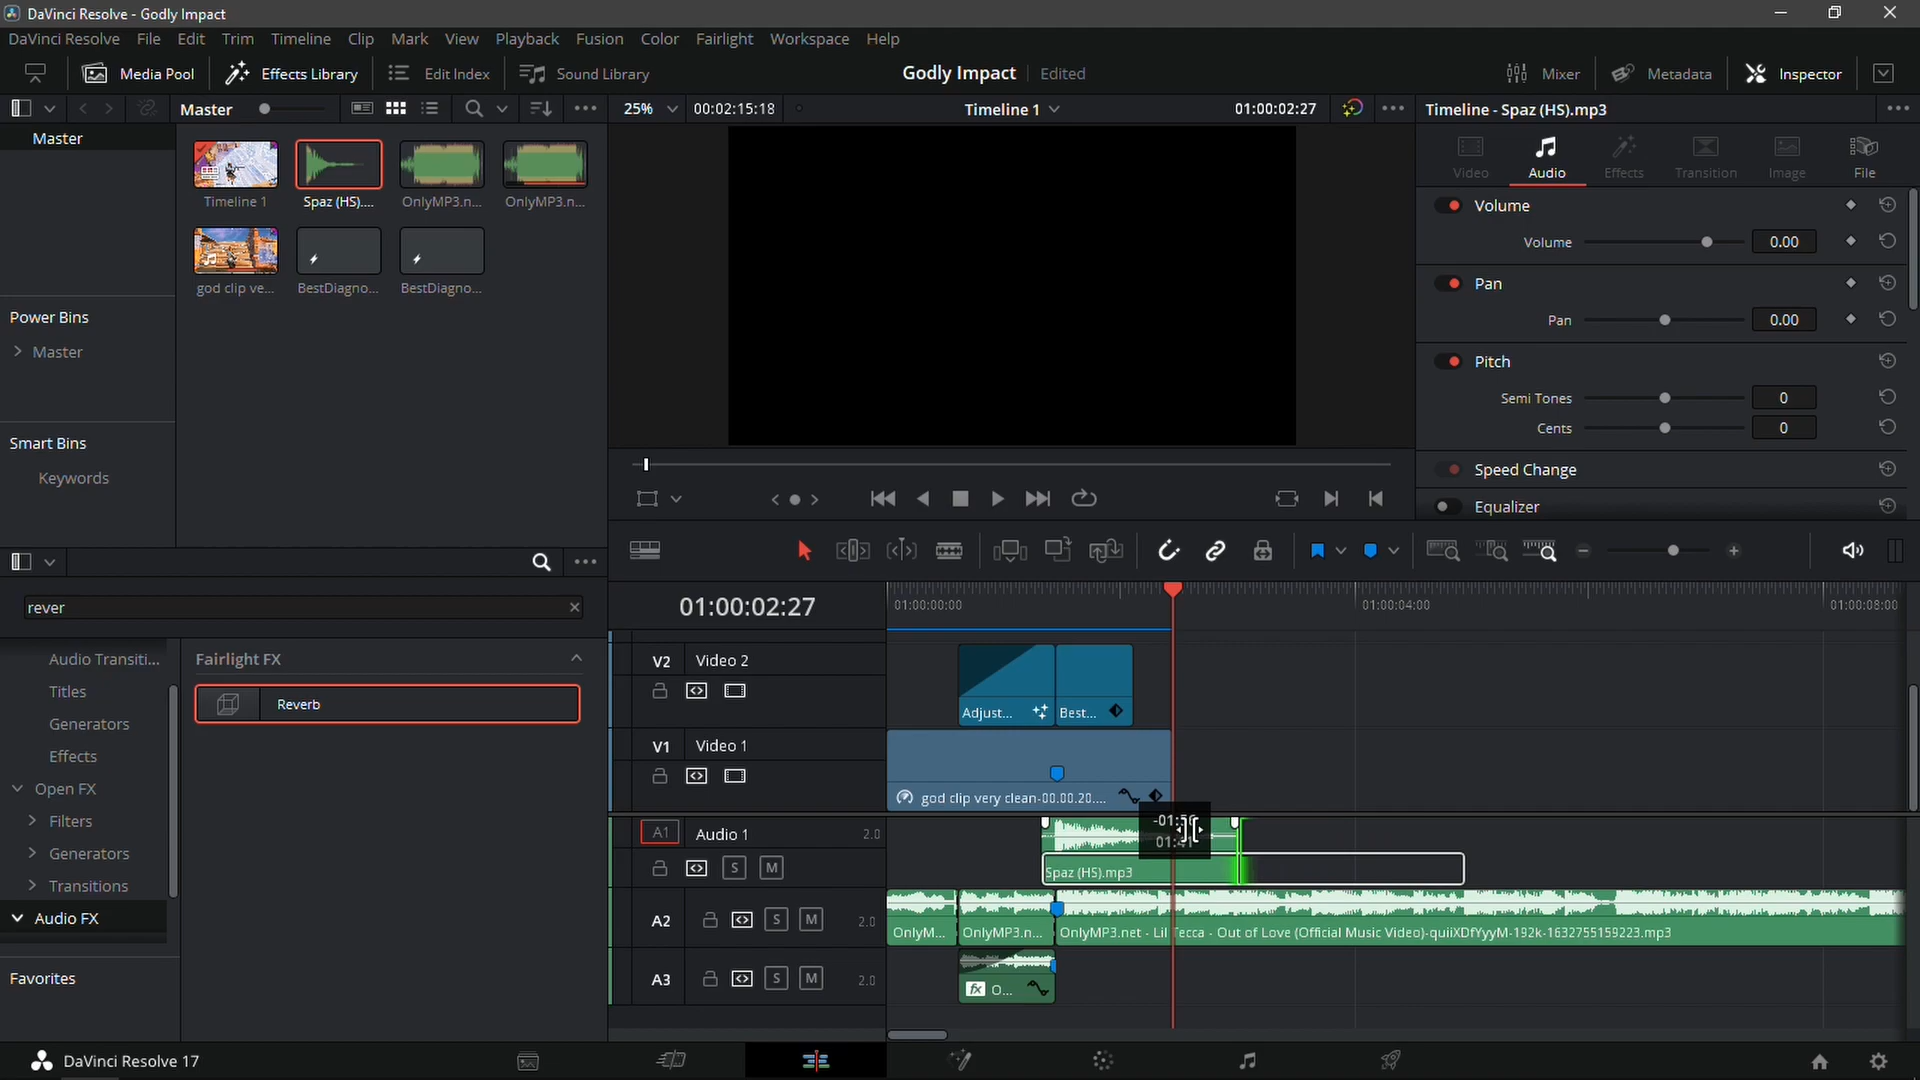 DaVinci Resolve - Godly Impact
DaVinci Resolve File Edit Trim Timeline Clip Mark View Playback Fusion Color Fairlight Workspace Help
Media Pool Effects Library Edit Index Sound Library Godly Impact Edited Mixer Metadata Inspector
Master 25% 00:02:15:18 Timeline 1 01:00:02:27 Timeline - Spaz (HS).mp3
Master
Timeline 1 Spaz (HS).... OnlyMP3.n... OnlyMP3.n...
god clip ve... BestDiagno... BestDiagno...
Power Bins
Master
Smart Bins
Keywords
Video Audio Effects Transition Image File
Volume
Volume 0.00
Pan
Pan 0.00
Pitch
Semi Tones 0
Cents 0
Speed Change
Equalizer
rever
Audio Transiti...
Titles
Generators
Effects
Open FX
Filters
Generators
Transitions
Audio FX
Favorites
Fairlight FX
Reverb
01:00:02:27
01:00:00:00 01:00:04:00 01:00:08:00
V2 Video 2
Adjust... Best...
V1 Video 1
god clip very clean-00.00.20....
A1 Audio 1 2.0
S M
Spaz (HS).mp3
A2 S M 2.0
OnlyM... OnlyMP3.n... OnlyMP3.net - Lil Tecca - Out of Love (Official Music Video)-quiiXDfYyyM-192k-1632755159223.mp3
A3 S M 2.0
fx O...
DaVinci Resolve 17